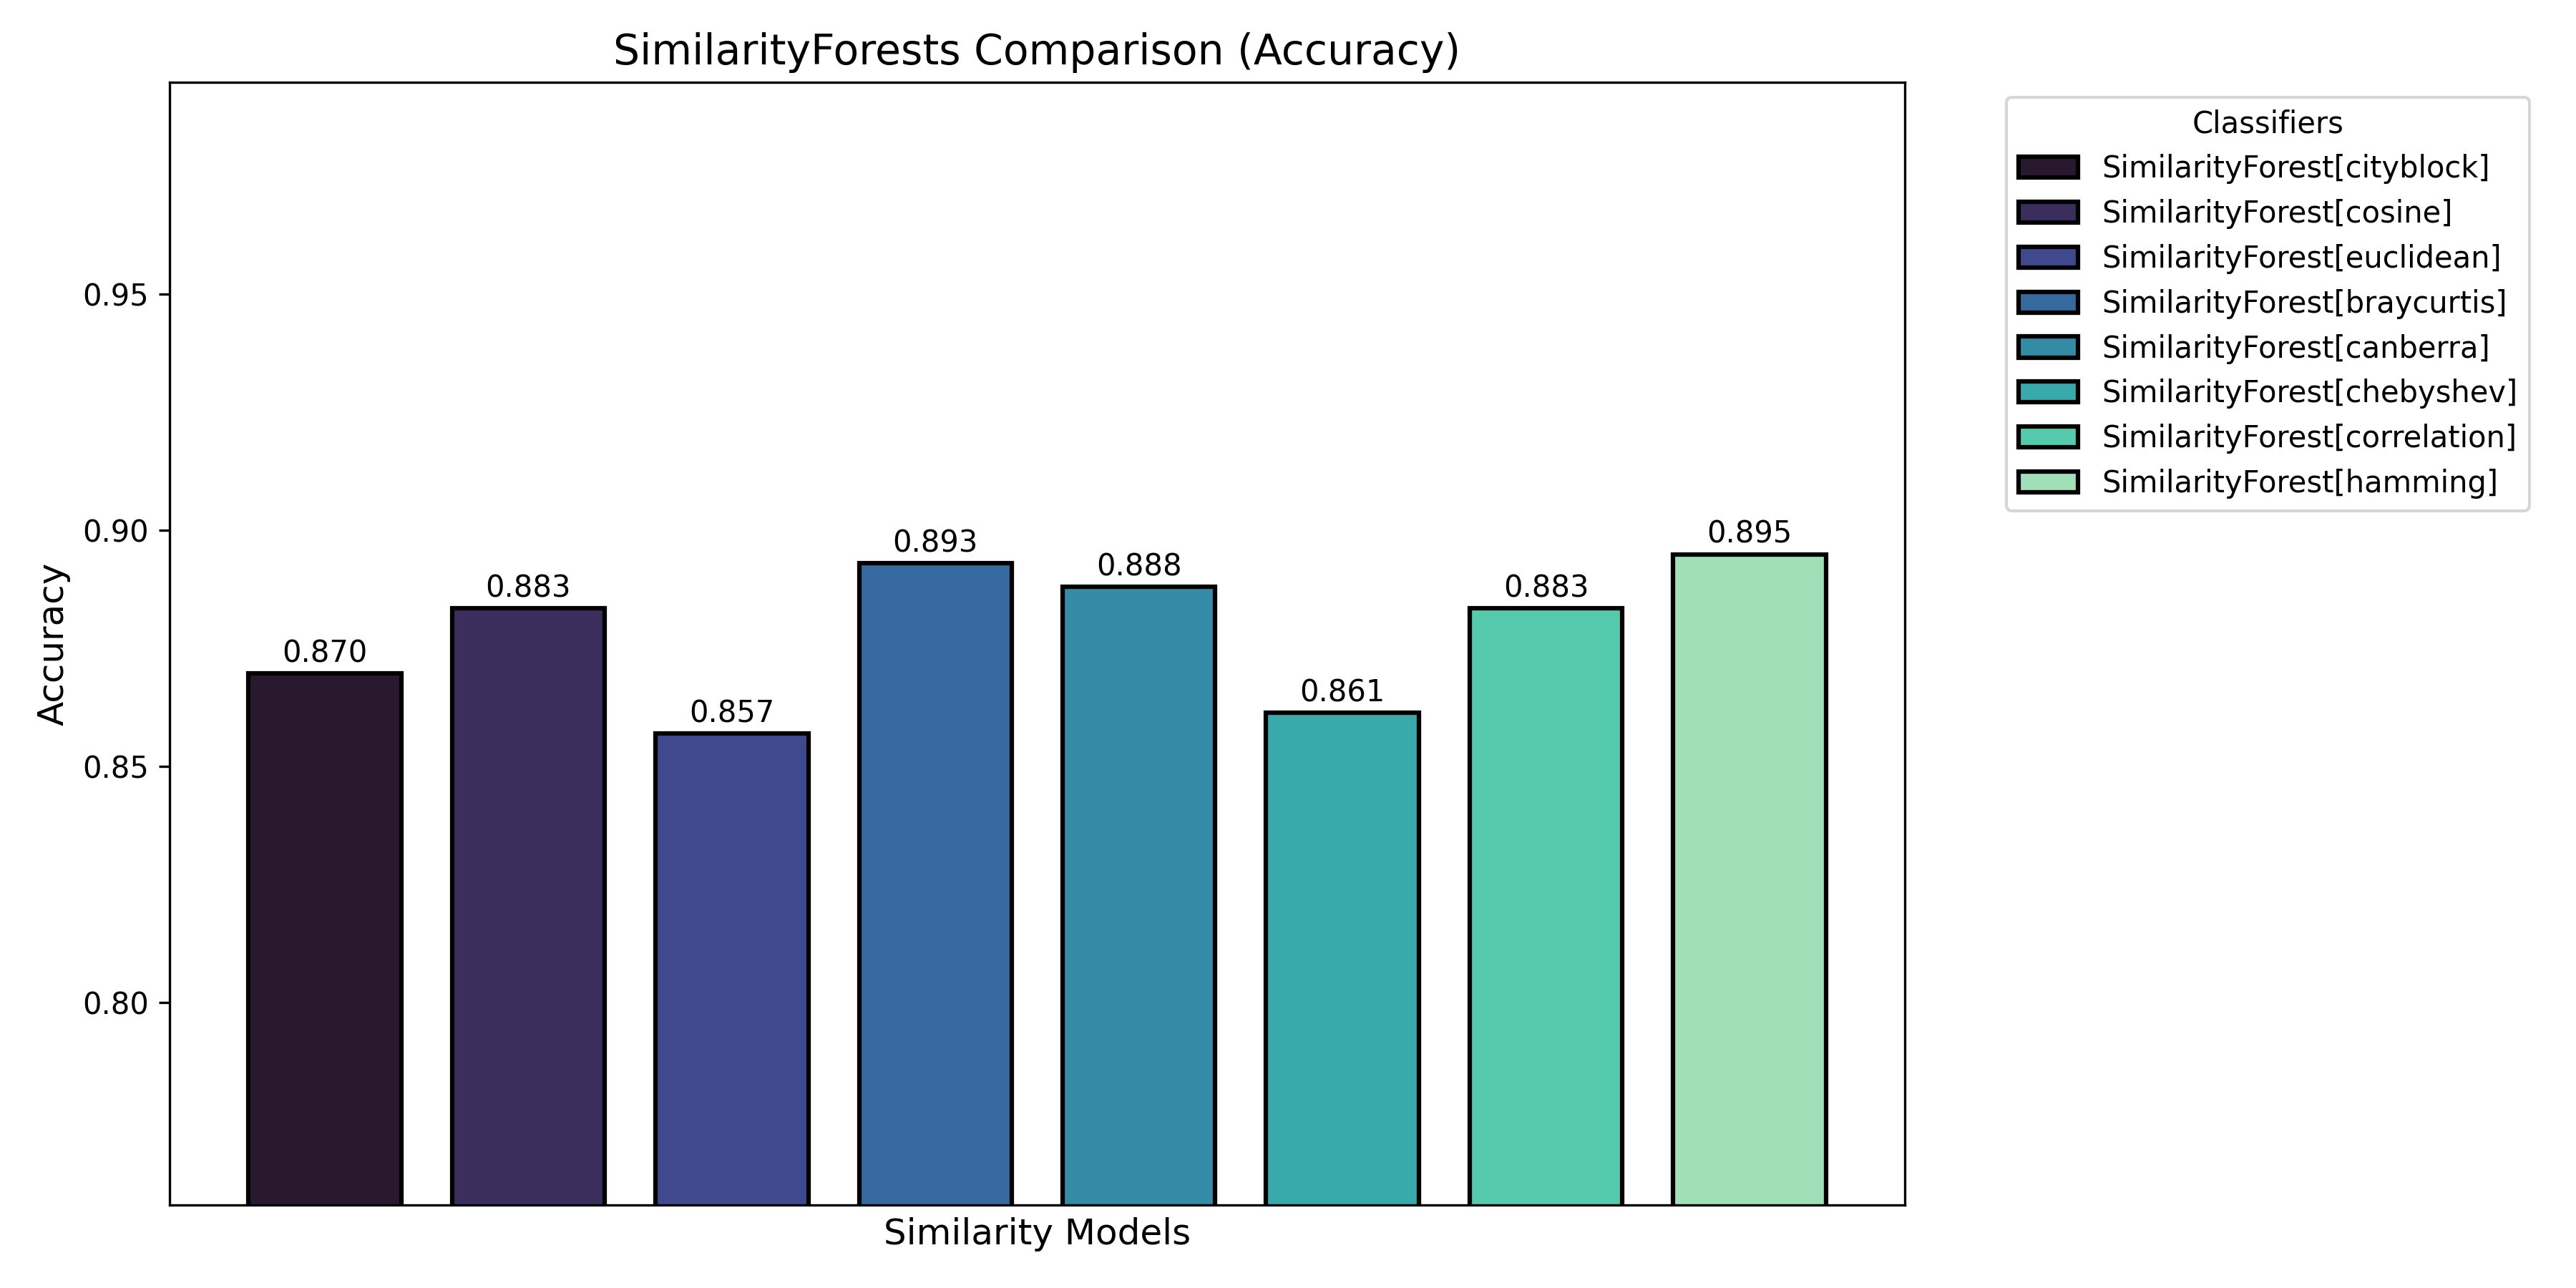 SimilarityForests Comparison (Accuracy)
Accuracy
0.95
0.90
0.85
0.80
0.870
0.883
0.857
0.893
0.888
0.861
0.883
0.895
Similarity Models
Classifiers
SimilarityForest[cityblock]
SimilarityForest[cosine]
SimilarityForest[euclidean]
SimilarityForest[braycurtis]
SimilarityForest[canberra]
SimilarityForest[chebyshev]
SimilarityForest[correlation]
SimilarityForest[hamming]